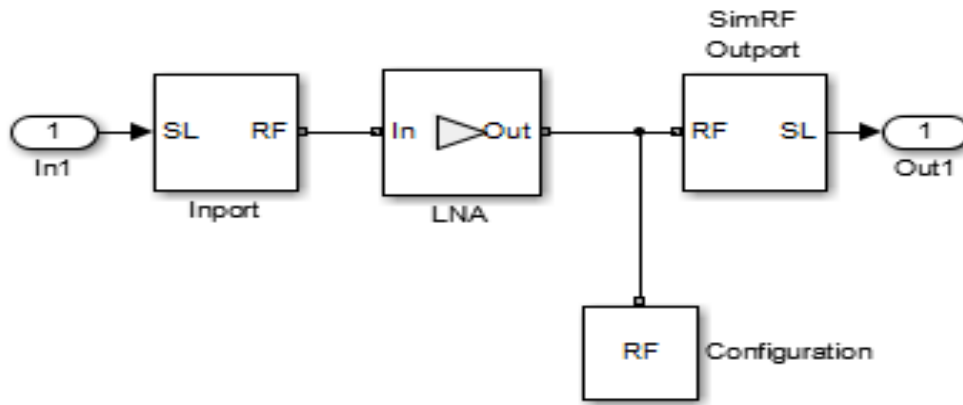 SimRF
Outport
1
SL
RF
In
Out
RF
SL
1
In1
Inport
LNA
Out1
RF
Configuration